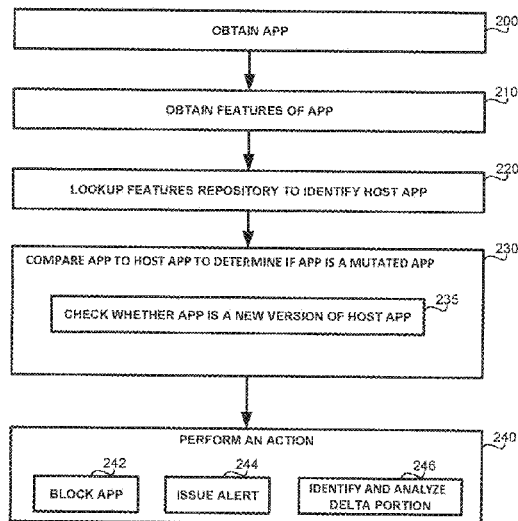 OBTAIN APP
200
OBTAIN FEATURES OF APP
210
LOOKUP FEATURES REPOSITORY TO IDENTIFY HOST APP
220
COMPARE APP TO HOST APP TO DETERMINE IF APP IS A MUTATED APP
230
CHECK WHETHER APP IS A NEW VERSION OF HOST APP
235
PERFORM AN ACTION
240
242
BLOCK APP
244
ISSUE ALERT
246
IDENTIFY AND ANALYZE
DELTA PORTION